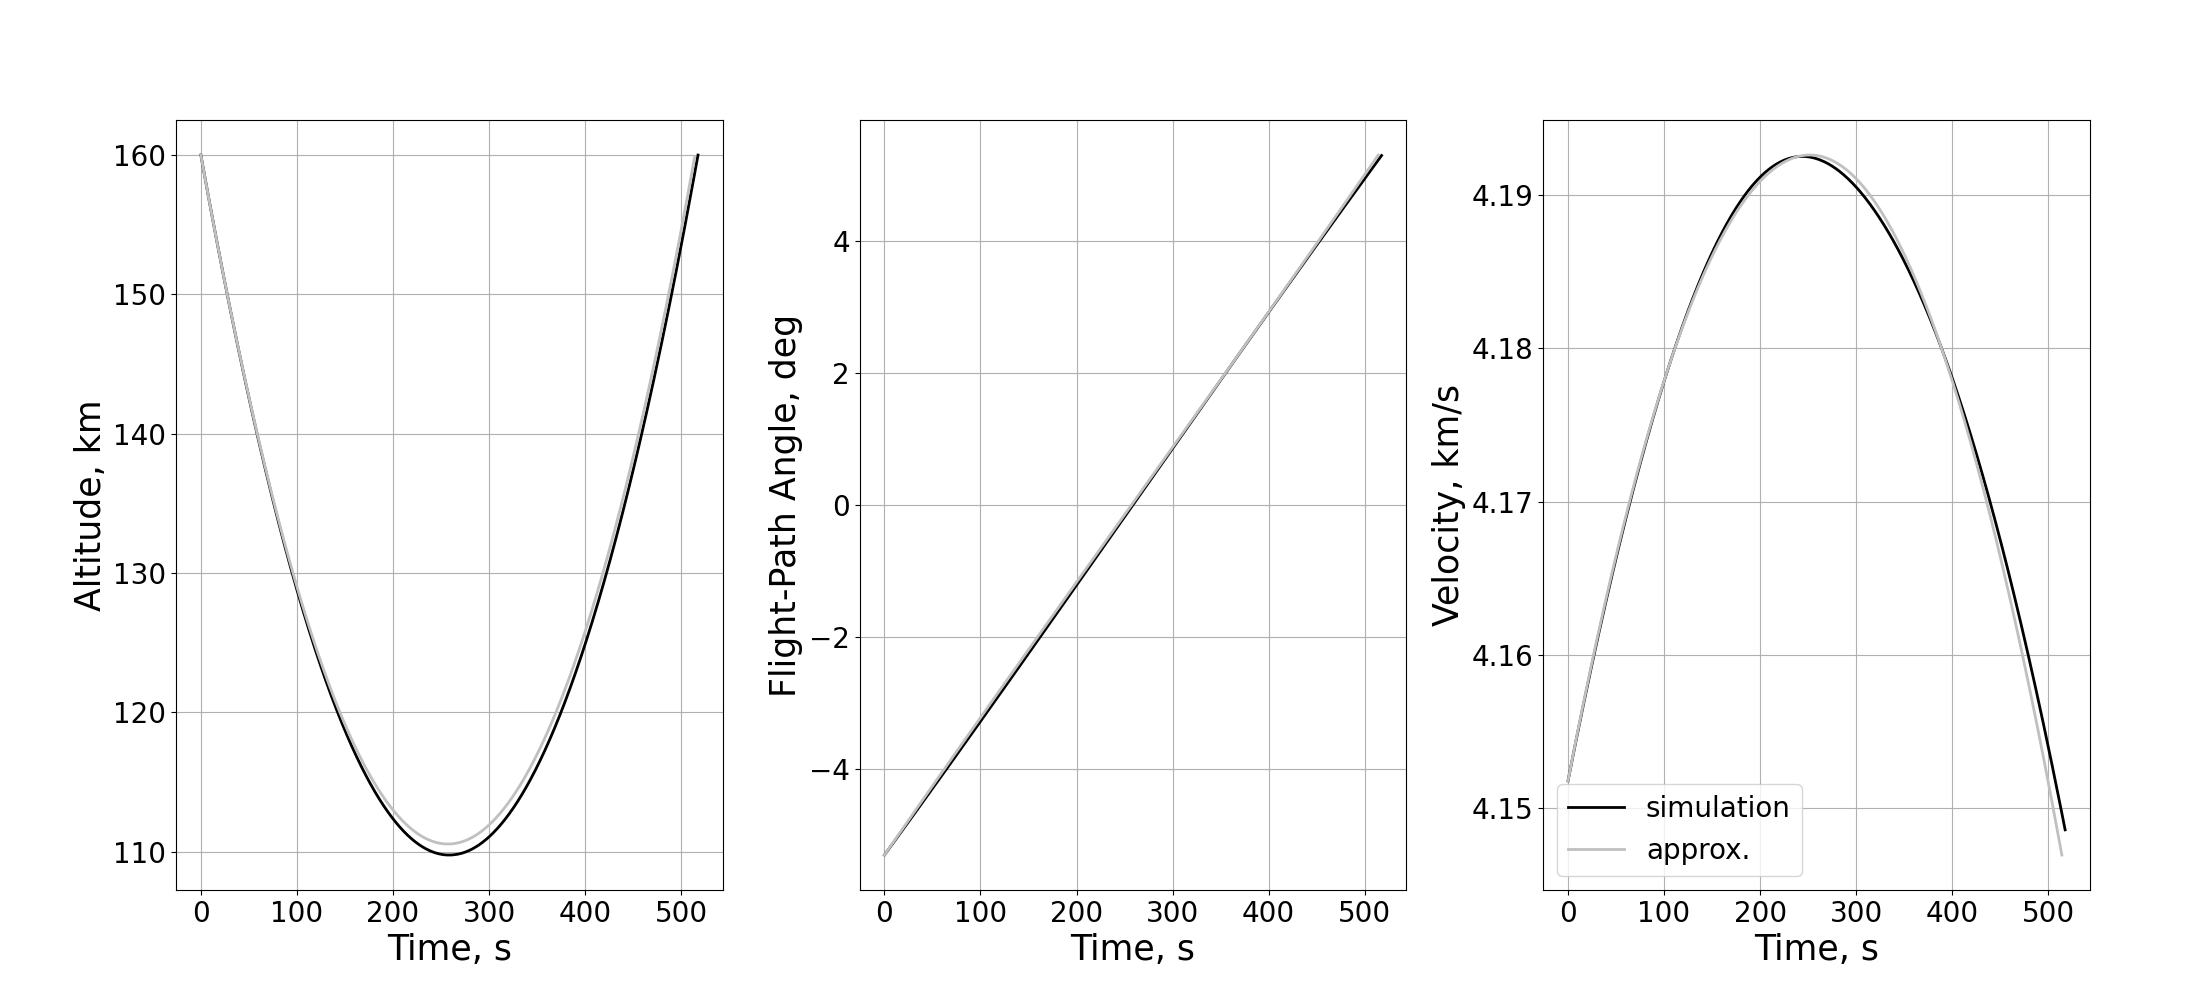 160
150
140
130
120
110
Altitude, km
0 100 200 300 400 500
Time, s
4
2
0
−2
−4
Flight-Path Angle, deg
0 100 200 300 400 500
Time, s
4.19
4.18
4.17
4.16
4.15
Velocity, km/s
simulation
approx.
0 100 200 300 400 500
Time, s